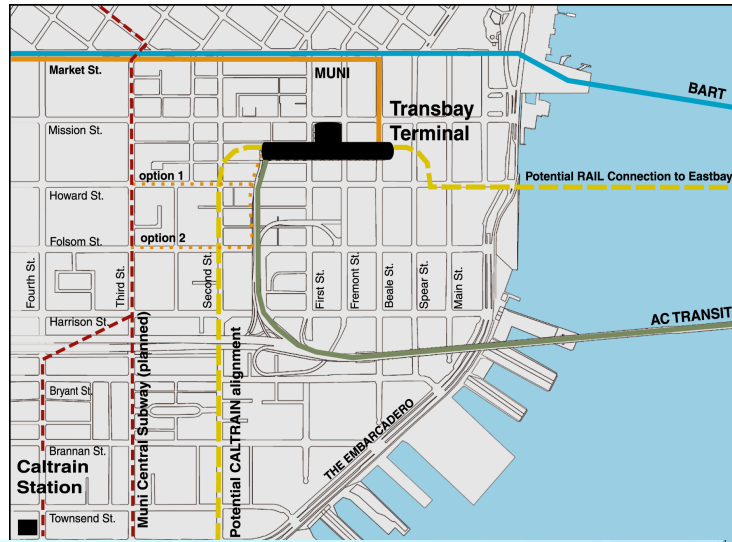 Market St.
MUNI
BART
Transbay
Terminal
Mission St.
option 1
Potential RAIL Connection to Eastbay
Howard St.
option 2
Folsom St.
Fourth St.
Third St.
Second St.
First St.
Fremont St.
Beale St.
Spear St.
Main St.
Harrison St.
AC TRANSIT
Muni Central Subway (planned)
Potential CALTRAIN alignment
Bryant St.
THE EMBARCADERO
Brannan St.
Caltrain
Station
Townsend St.